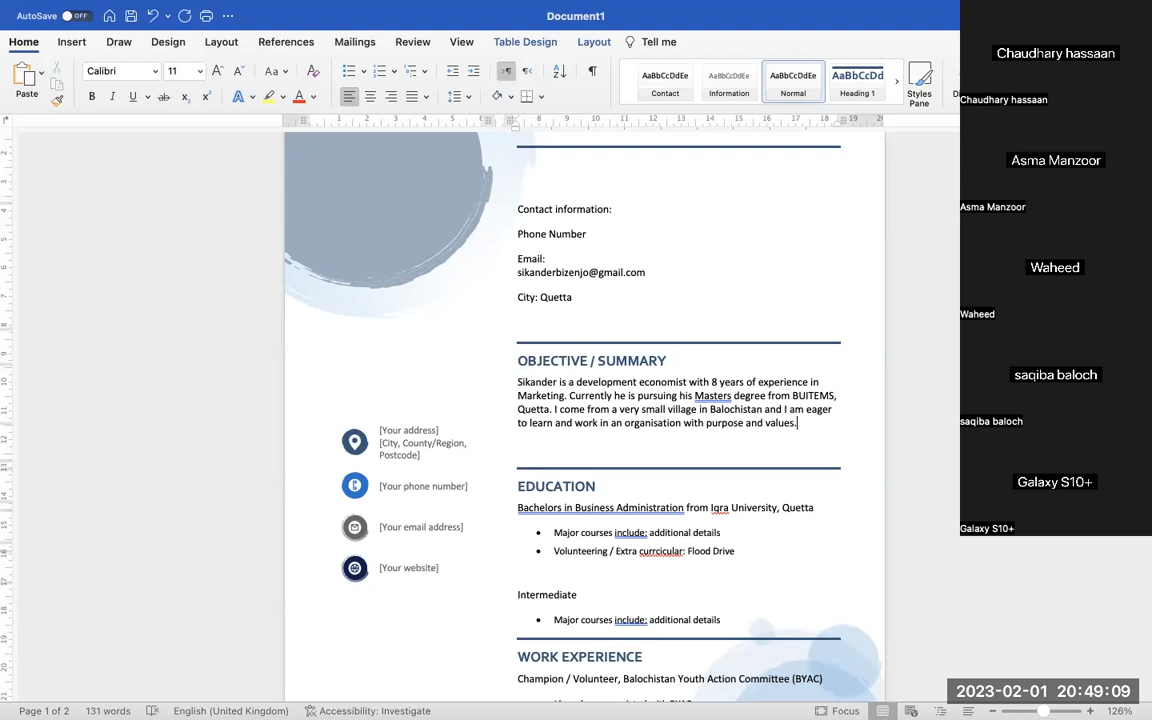 AutoSave OFF
Document1
Home Insert Draw Design Layout References Mailings Review View Table Design Layout Tell me
Paste
Calibri 11
AaBbCcDdEe AaBbCcDdEe AaBbCcDdEe AaBbCcDd
Contact Information Normal Heading 1
Styles Pane
Contact information:
Phone Number
Email:
sikanderbizenjo@gmail.com
City: Quetta
OBJECTIVE / SUMMARY
Sikander is a development economist with 8 years of experience in
Marketing. Currently he is pursuing his Masters degree from BUITEMS,
Quetta. I come from a very small village in Balochistan and I am eager
to learn and work in an organisation with purpose and values.
[Your address]
[City, County/Region,
Postcode]
[Your phone number]
[Your email address]
[Your website]
EDUCATION
Bachelors in Business Administration from Iqra University, Quetta
• Major courses include: additional details
• Volunteering / Extra currcicular: Flood Drive
Intermediate
• Major courses include: additional details
WORK EXPERIENCE
Champion / Volunteer, Balochistan Youth Action Committee (BYAC)
Chaudhary hassaan
Chaudhary hassaan
Asma Manzoor
Asma Manzoor
Waheed
Waheed
saqiba baloch
saqiba baloch
Galaxy S10+
Galaxy S10+
2023-02-01 20:49:09
Page 1 of 2 131 words English (United Kingdom) Accessibility: Investigate Focus 126%